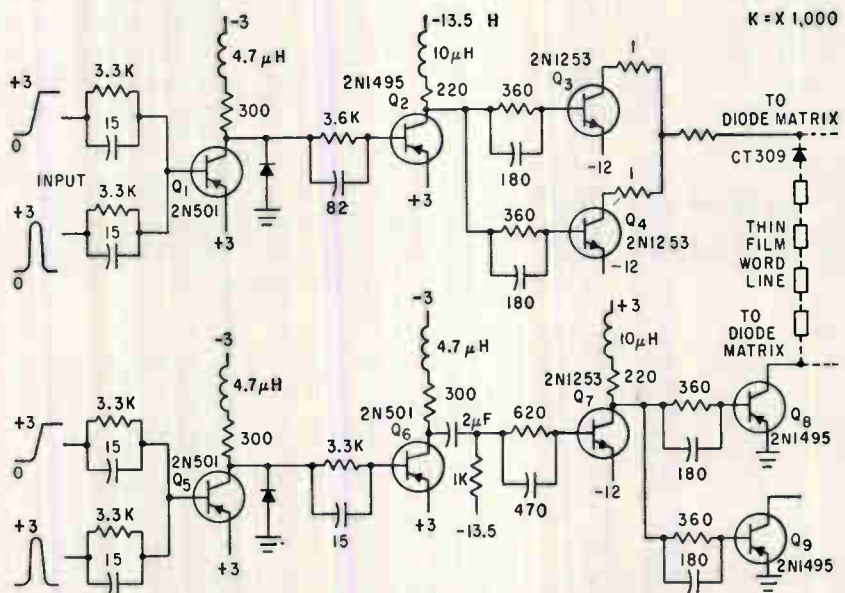 K = X 1,000
-3
4.7 μH
300
-13.5 H
10μH
220
2N1495
Q2
2N1253
Q3
1
-12
+3
0
3.3K
15
INPUT
+3
0
3.3K
15
Q1
2N501
+3
3.6K
82
+3
360
180
360
180
1
Q4
2N1253
-12
TO
DIODE MATRIX
CT309
THIN
FILM
WORD
LINE
TO
DIODE
MATRIX
-3
4.7 μH
300
+3
0
3.3K
15
+3
0
3.3K
15
2N501
Q5
+3
3.3K
15
-3
4.7 μH
300
2N501
Q6
+3
2μF
1K
-13.5
620
470
+3
10μH
220
2N1253
Q7
-12
360
180
Q8
2N1495
360
180
Q9
2N1495